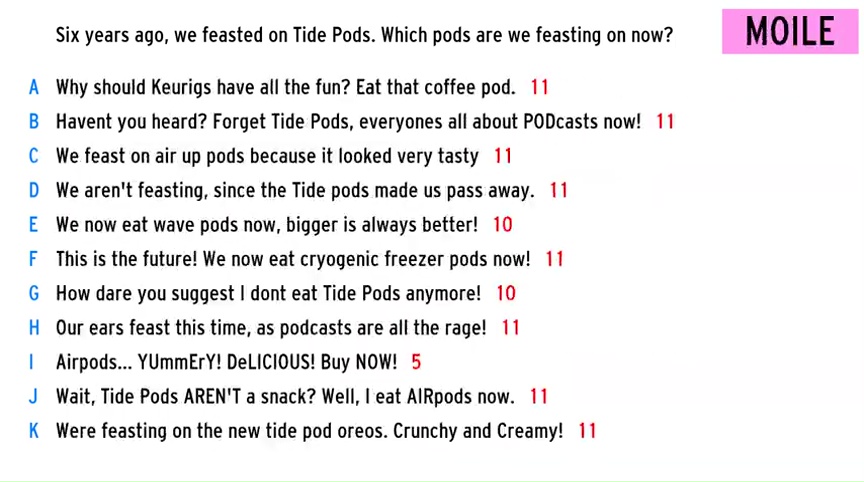 Six years ago, we feasted on Tide Pods. Which pods are we feasting on now?
MOILE
A Why should Keurigs have all the fun? Eat that coffee pod. 11
B Havent you heard? Forget Tide Pods, everyones all about PODcasts now! 11
C We feast on air up pods because it looked very tasty 11
D We aren't feasting, since the Tide pods made us pass away. 11
E We now eat wave pods now, bigger is always better! 10
F This is the future! We now eat cryogenic freezer pods now! 11
G How dare you suggest I dont eat Tide Pods anymore! 10
H Our ears feast this time, as podcasts are all the rage! 11
I Airpods... YUmmErY! DeLICIOUS! Buy NOW! 5
J Wait, Tide Pods AREN'T a snack? Well, I eat AIRpods now. 11
K Were feasting on the new tide pod oreos. Crunchy and Creamy! 11